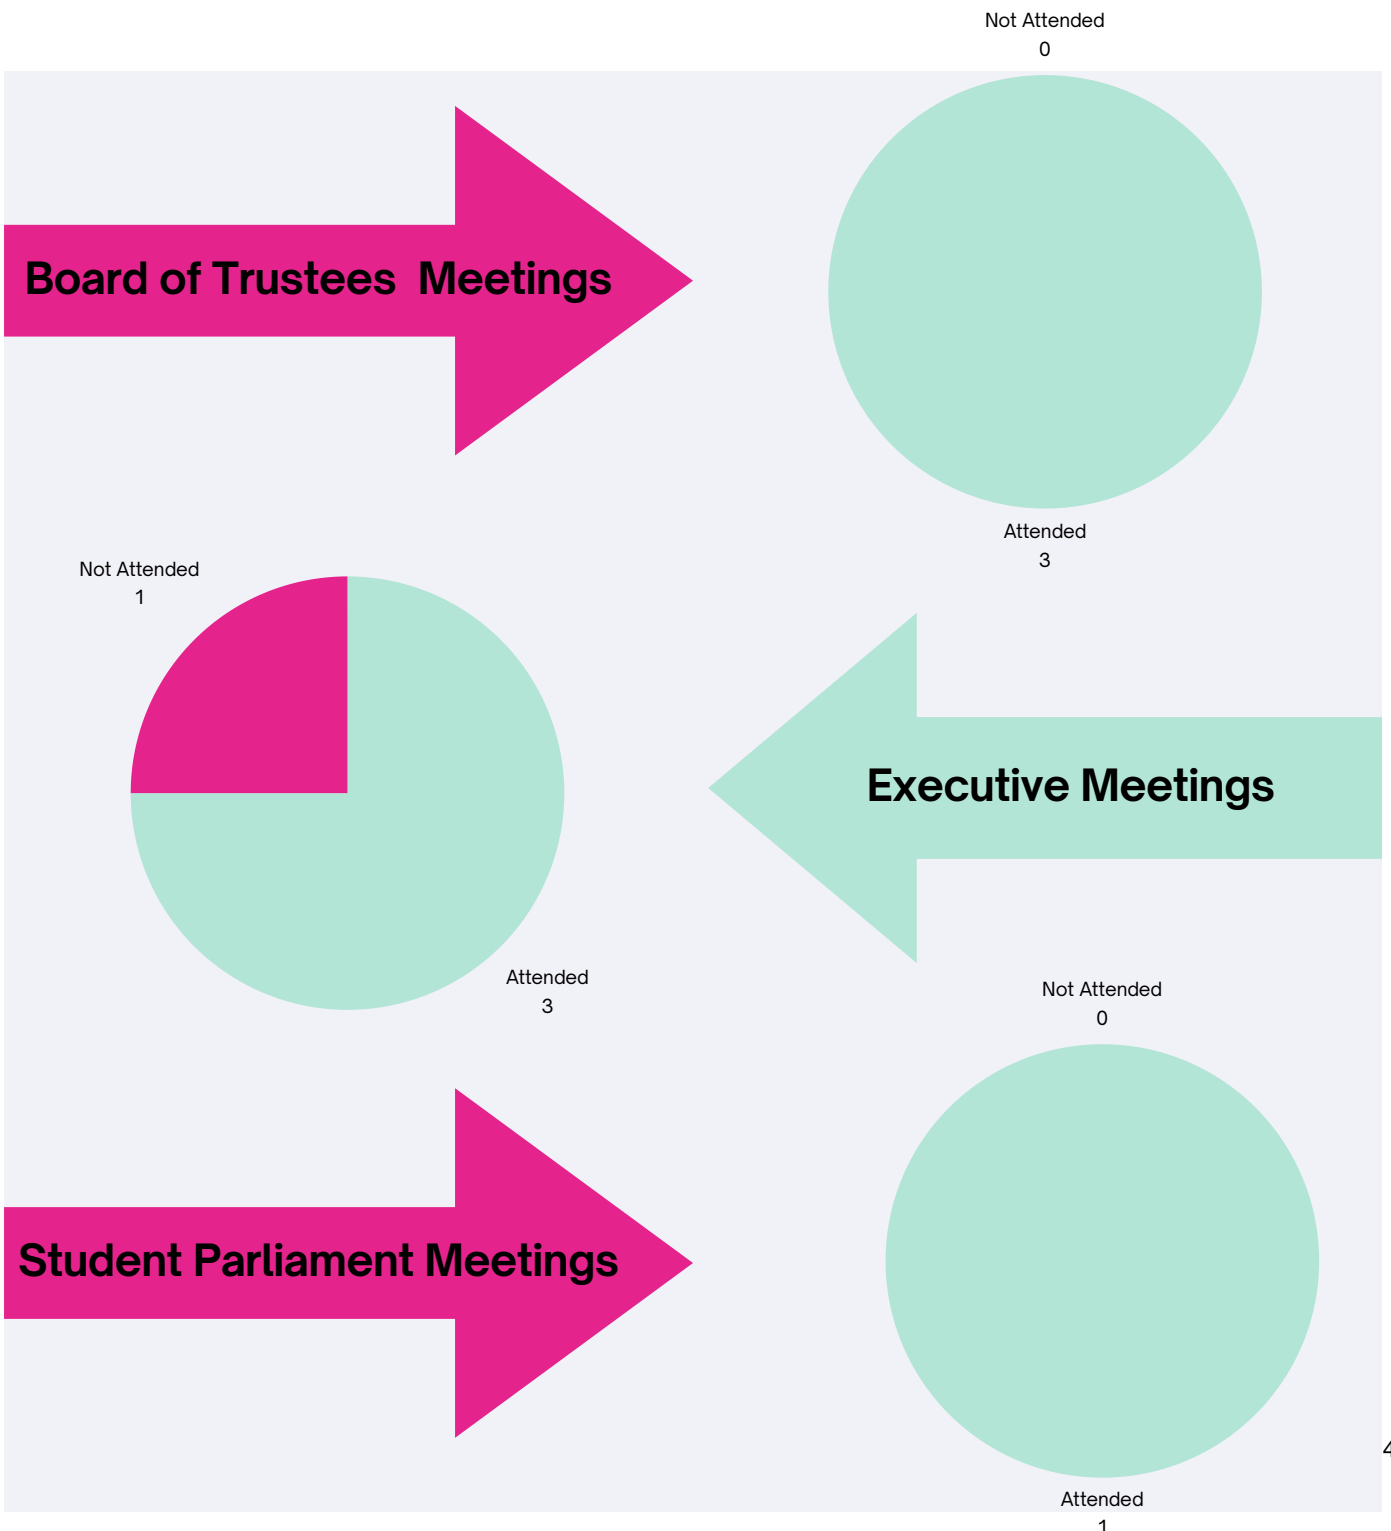 Not Attended
0
Board of Trustees  Meetings
Attended
3
Not Attended
1
Executive Meetings
Attended
3
Not Attended
0
Student Parliament Meetings
4
Attended
1